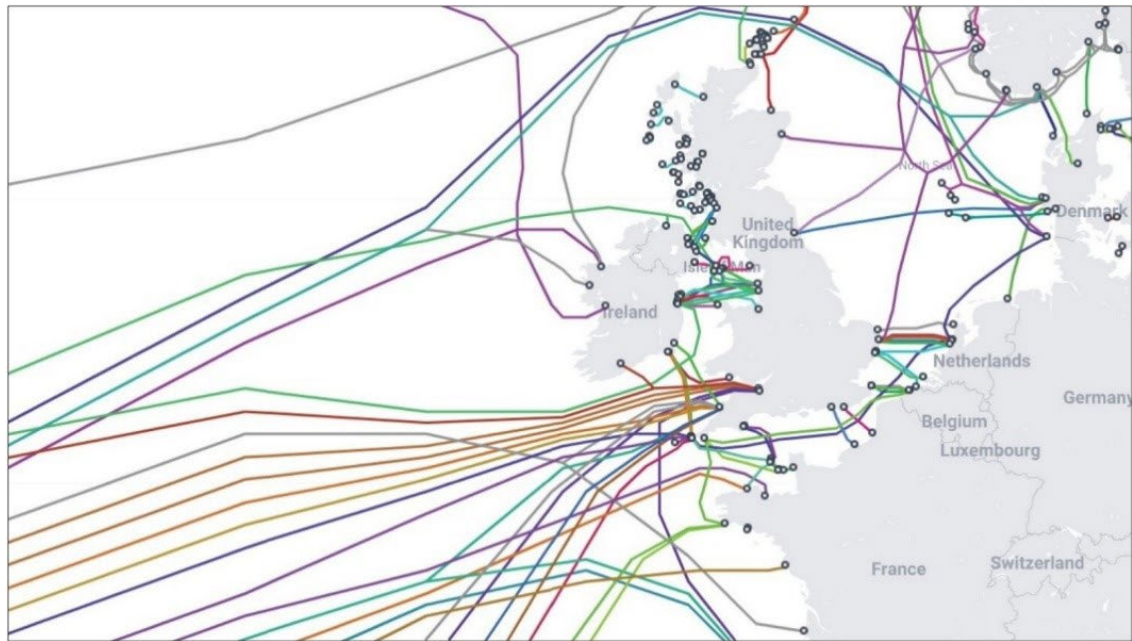 North Sea
Denmark
United
Kingdom
Isle of Man
Ireland
Netherlands
Germany
Belgium
Luxembourg
France
Switzerland